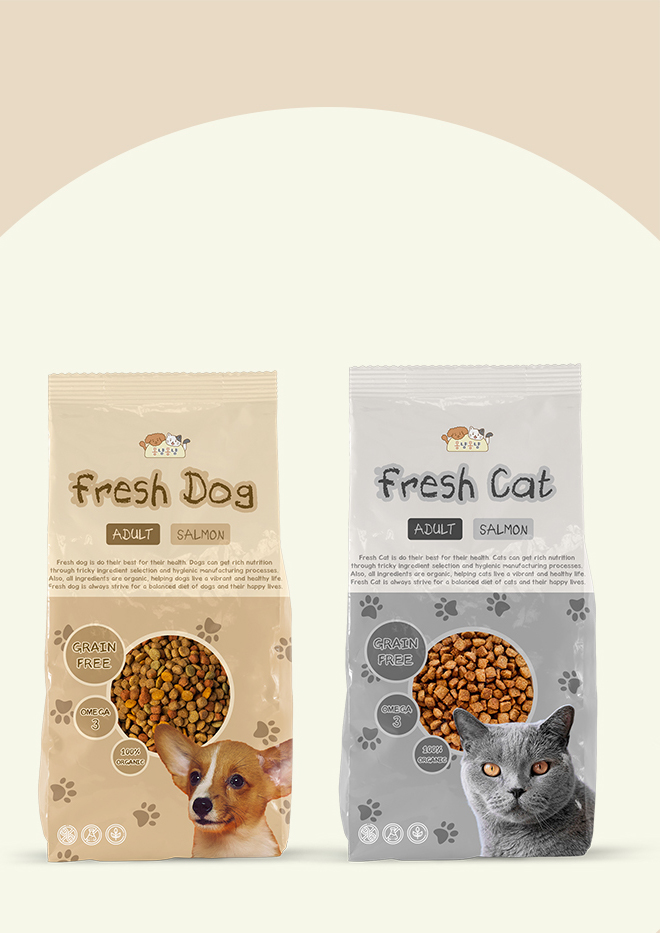 Fresh Dog
ADULT
SALMON
Fresh dog is do their best for their health. Dogs can get rich nutrition
through tricky ingredient selection and hygienic manufacturing processes.
Also, all ingredients are organic, helping dogs live a vibrant and healthy life.
Fresh dog is always strive for a balanced diet of dogs and their happy lives.
GRAIN
FREE
OMEGA
3
100%
ORGANIC
Fresh Cat
ADULT
SALMON
Fresh Cat is do their best for their health. Cats can get rich nutrition
through tricky ingredient selection and hygienic manufacturing processes.
Also, all ingredients are organic, helping cats live a vibrant and healthy life.
Fresh Cat is always strive for a balanced diet of cats and their happy lives.
GRAIN
FREE
OMEGA
3
100%
ORGANIC